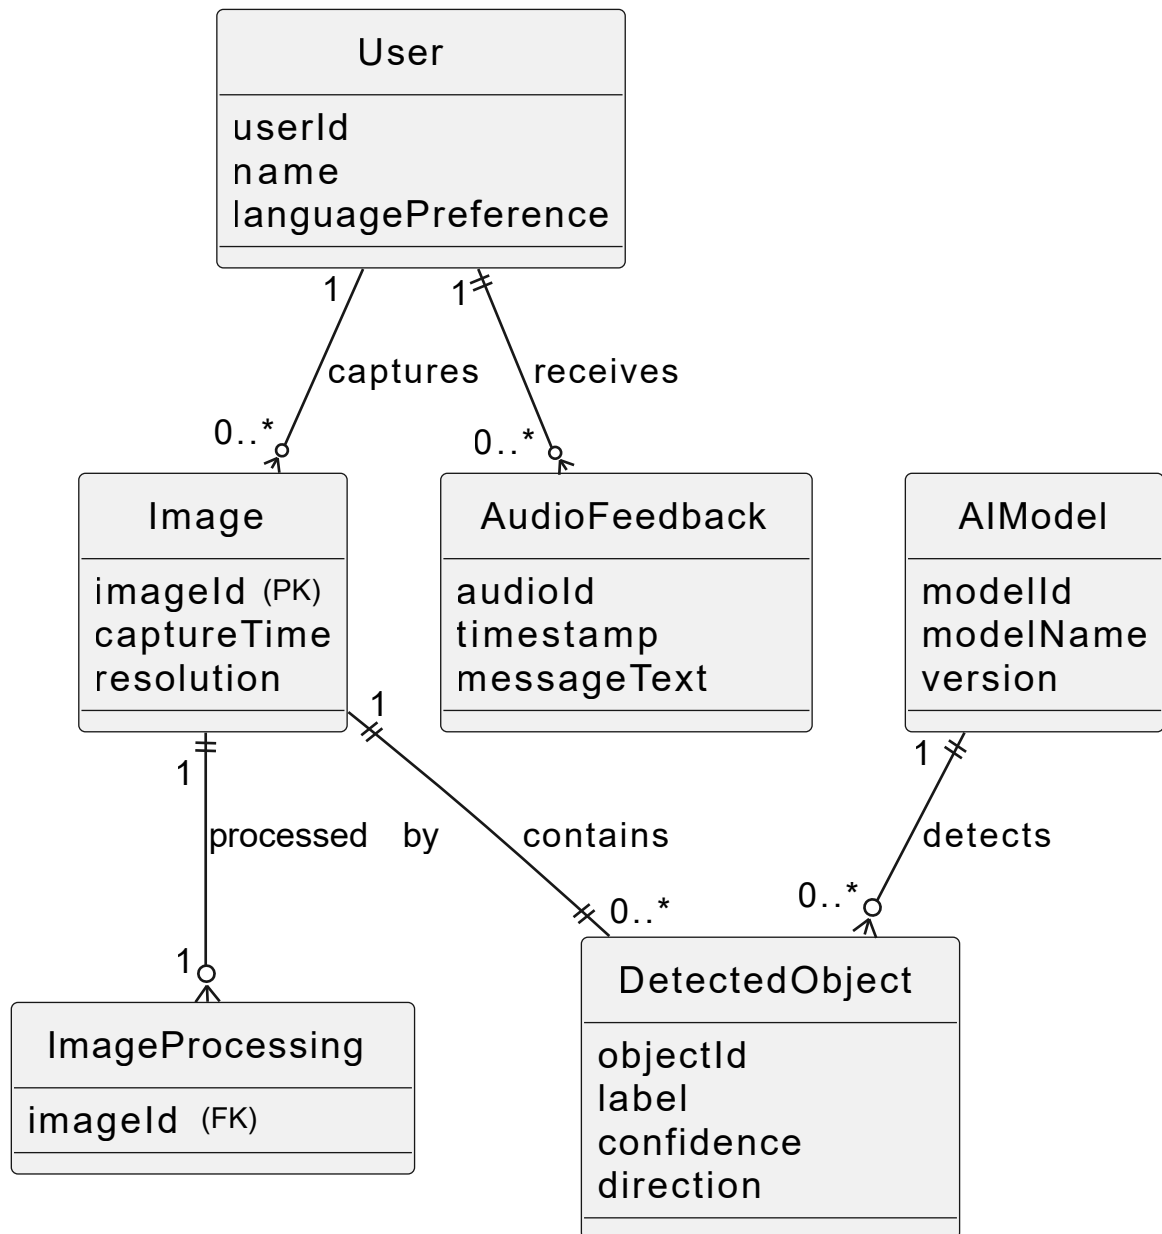 User
userId
name
languagePreference
1
1
captures
receives
0..*
0..*
Image
imageId (PK)
captureTime
resolution
AudioFeedback
audioId
timestamp
messageText
AIModel
modelId
modelName
version
1
1
1
processed by
contains
detects
1
0..*
0..*
ImageProcessing
imageId (FK)
DetectedObject
objectId
label
confidence
direction